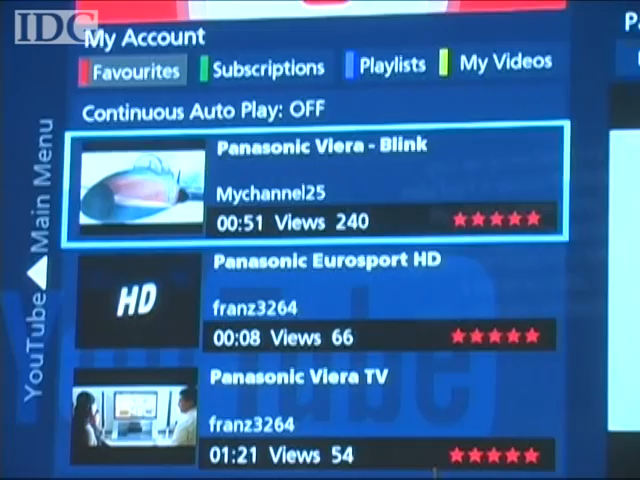 IDG
My Account
Favourites Subscriptions Playlists My Videos
Continuous Auto Play: OFF
YouTube Main Menu
Panasonic Viera - Blink
Mychannel25
00:51 Views 240
HD
Panasonic Eurosport HD
franz3264
00:08 Views 66
Panasonic Viera TV
franz3264
01:21 Views 54
YouTube